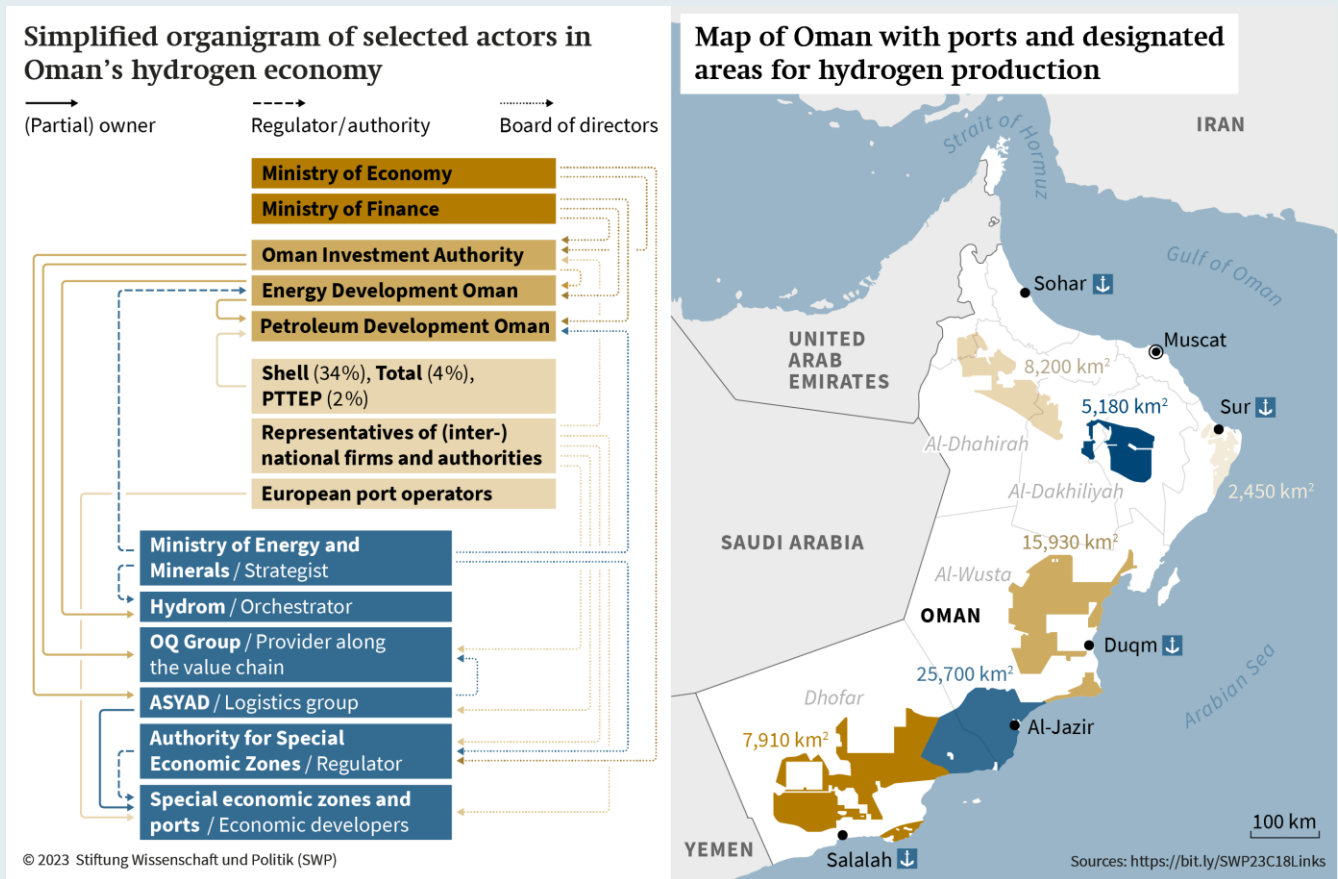 Simplified organigram of selected actors in
Oman's hydrogen economy
(Partial) owner
Regulator/authority
Board of directors
Ministry of Economy
Ministry of Finance
Oman Investment Authority
Energy Development Oman
Petroleum Development Oman
Shell (34%), Total (4%),
PTTEP (2%)
Representatives of (inter-)
national firms and authorities
European port operators
Ministry of Energy and
Minerals / Strategist
Hydrom / Orchestrator
OQ Group / Provider along
the value chain
ASYAD / Logistics group
Authority for Special
Economic Zones / Regulator
Special economic zones and
ports / Economic developers
© 2023 Stiftung Wissenschaft und Politik (SWP)
Map of Oman with ports and designated
areas for hydrogen production
IRAN
Strait of Hormuz
Gulf of Oman
Sohar
Muscat
UNITED
ARAB
EMIRATES
8,200 km²
5,180 km²
Sur
Al-Dhahirah
Al-Dakhiliyah
2,450 km²
SAUDI ARABIA
15,930 km²
Al-Wusta
OMAN
Duqm
25,700 km²
Arabian Sea
Dhofar
Al-Jazir
7,910 km²
100 km
YEMEN
Salalah
Sources: https://bit.ly/SWP23C18Links